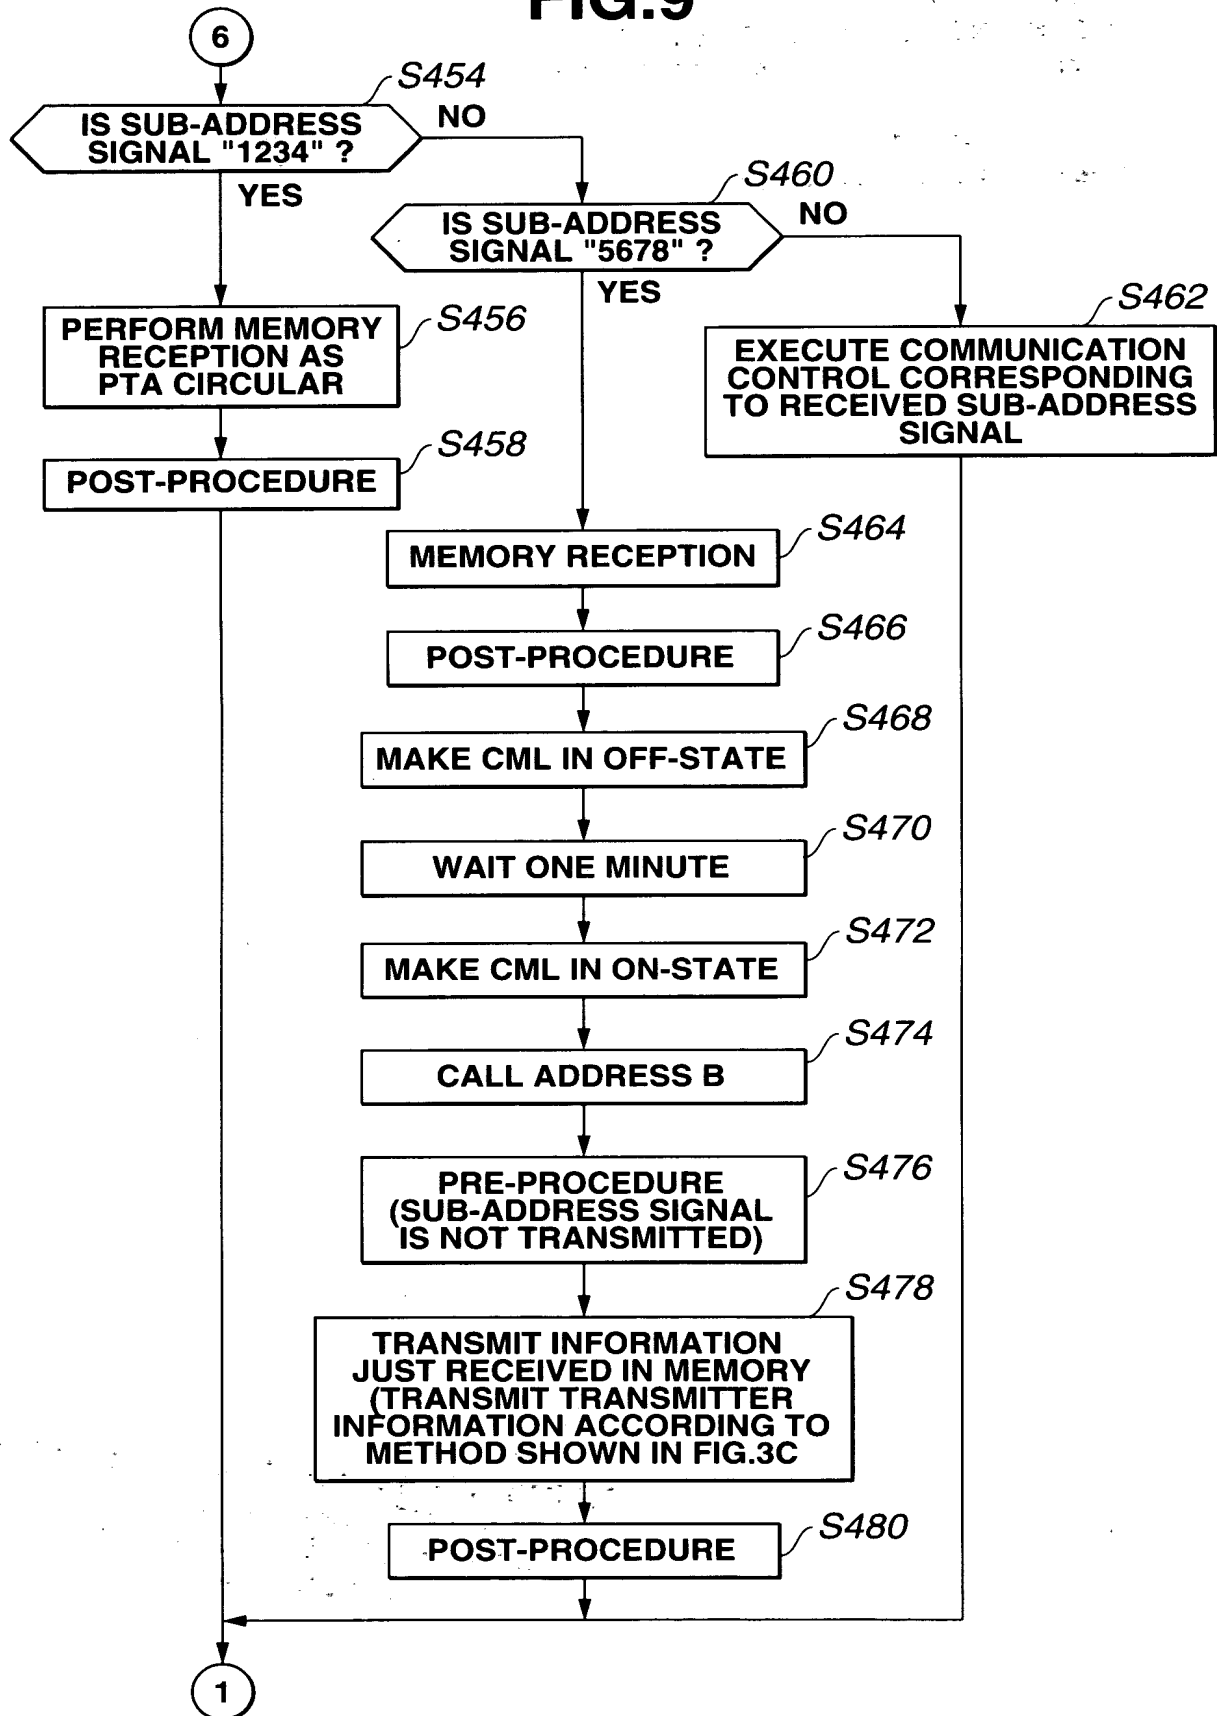 FIG.9
6
S454
IS SUB-ADDRESS
SIGNAL "1234" ?
NO
YES
S460
IS SUB-ADDRESS
SIGNAL "5678" ?
NO
YES
S456
PERFORM MEMORY
RECEPTION AS
PTA CIRCULAR
S462
EXECUTE COMMUNICATION
CONTROL CORRESPONDING
TO RECEIVED SUB-ADDRESS
SIGNAL
S458
POST-PROCEDURE
S464
MEMORY RECEPTION
S466
POST-PROCEDURE
S468
MAKE CML IN OFF-STATE
S470
WAIT ONE MINUTE
S472
MAKE CML IN ON-STATE
S474
CALL ADDRESS B
S476
PRE-PROCEDURE
(SUB-ADDRESS SIGNAL
IS NOT TRANSMITTED)
S478
TRANSMIT INFORMATION
JUST RECEIVED IN MEMORY
(TRANSMIT TRANSMITTER
INFORMATION ACCORDING TO
METHOD SHOWN IN FIG.3C
S480
POST-PROCEDURE
1